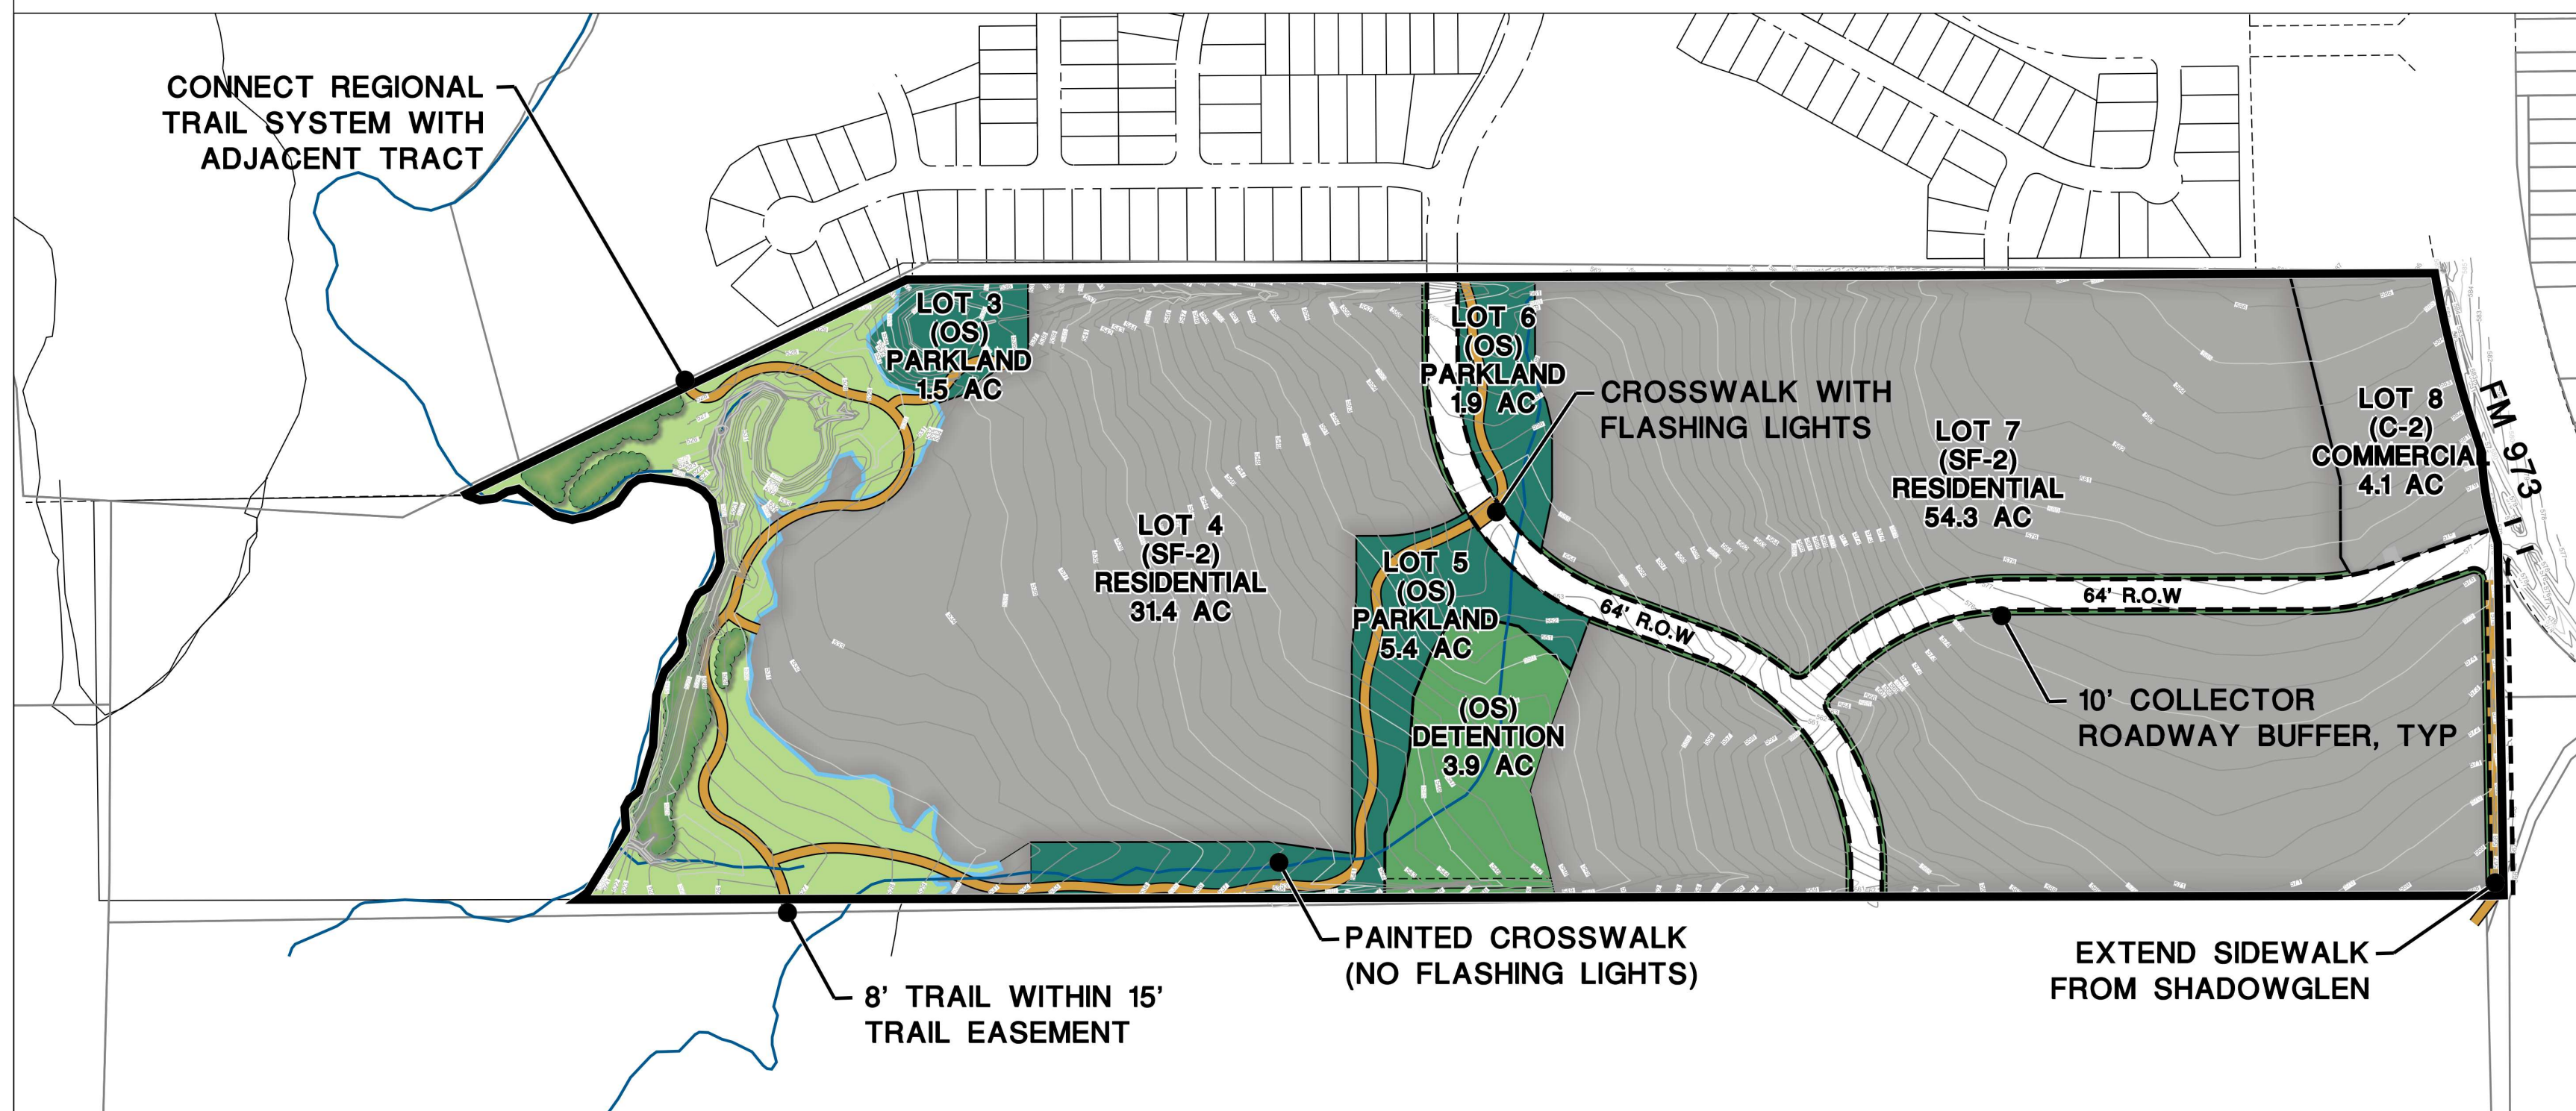 CONNECT REGIONAL
TRAIL SYSTEM WITH
ADJACENT TRACT
LOT 3
(OS)
PARKLAND
1.5 AC
LOT 6
(OS)
PARKLAND
1.9 AC
CROSSWALK WITH
FLASHING LIGHTS
LOT 7
(SF-2)
RESIDENTIAL
54.3 AC
LOT 8
(C-2)
COMMERCIAL
4.1 AC
FM 973
LOT 4
(SF-2)
RESIDENTIAL
31.4 AC
LOT 5
(OS)
PARKLAND
5.4 AC
64' R.O.W
64' R.O.W
(OS)
DETENTION
3.9 AC
10' COLLECTOR
ROADWAY BUFFER, TYP
PAINTED CROSSWALK
(NO FLASHING LIGHTS)
EXTEND SIDEWALK
FROM SHADOWGLEN
8' TRAIL WITHIN 15'
TRAIL EASEMENT